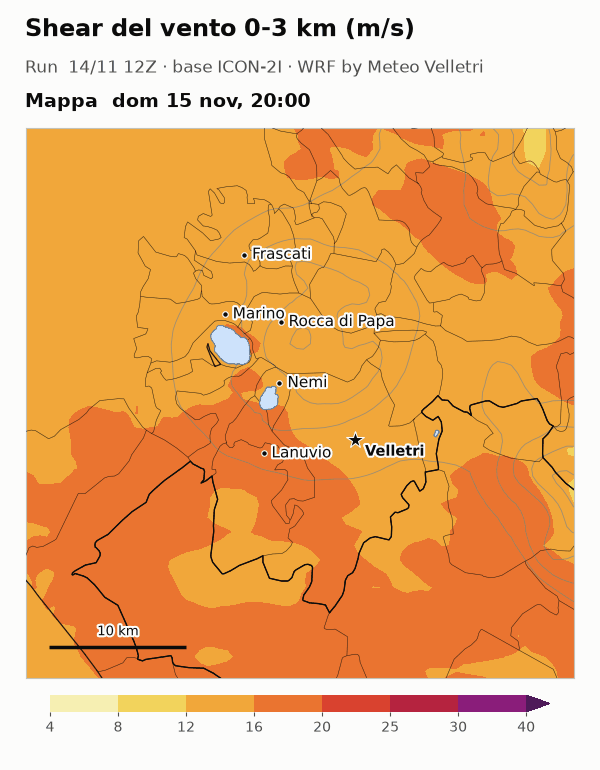 Shear del vento 0-3 km (m/s)
Run  14/11 12Z · base ICON-2I · WRF by Meteo Velletri
Mappa  dom 15 nov, 20:00
Frascati
Marino
Rocca di Papa
Nemi
Velletri
Lanuvio
10 km
4 8 12 16 20 25 30 40